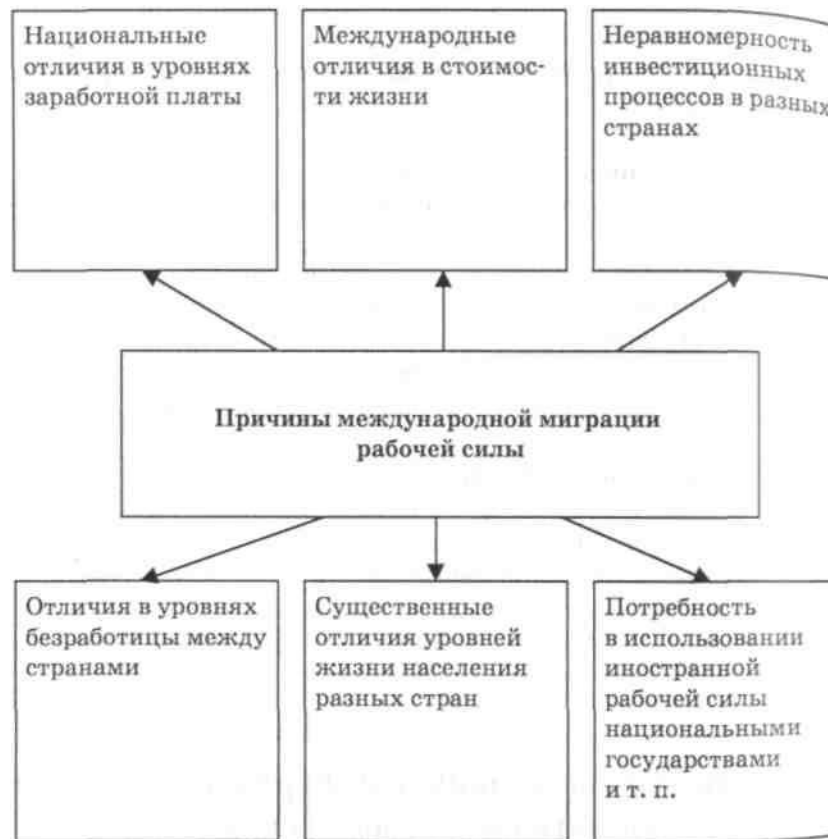 Национальные
отличия в уровнях
заработной платы
Международные
отличия в стоимос-
ти жизни
Неравномерность
инвестиционных
процессов в разных
странах
Причины международной миграции
рабочей силы
Отличия в уровнях
безработицы между
странами
Существенные
отличия уровней
жизни населения
разных стран
Потребность
в использовании
иностранной
рабочей силы
национальными
государствами
и т. п.